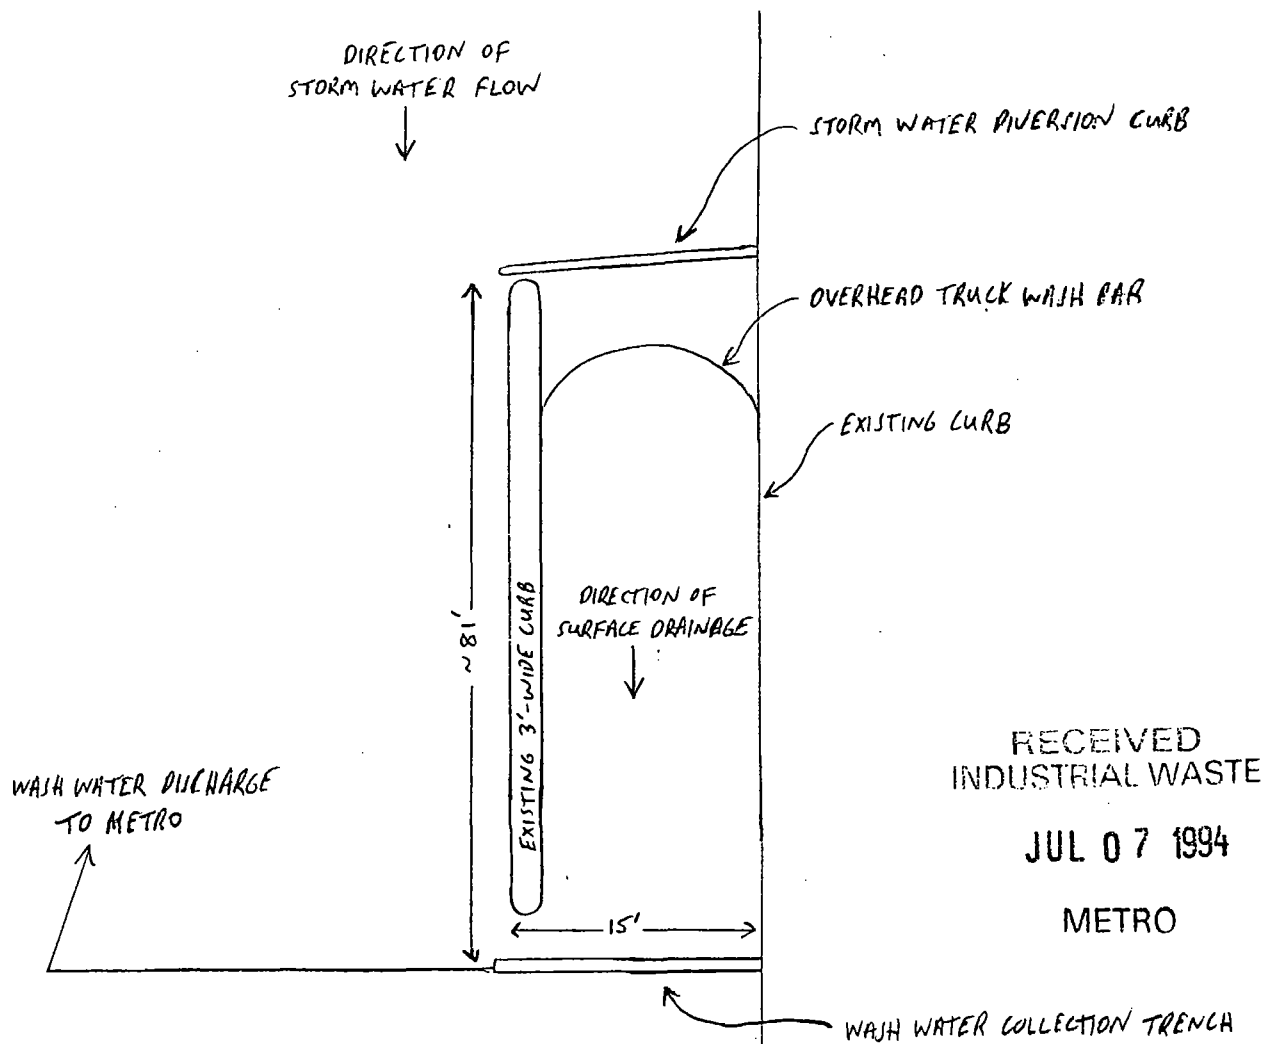 DIRECTION OF
STORM WATER FLOW
STORM WATER DIVERSION CURB
OVERHEAD TRUCK WASH BAR
EXISTING CURB
~81'
EXISTING 3'-WIDE CURB
DIRECTION OF
SURFACE DRAINAGE
RECEIVED
INDUSTRIAL WASTE
JUL 07 1994
METRO
WASH WATER DISCHARGE
TO METRO
15'
WASH WATER COLLECTION TRENCH